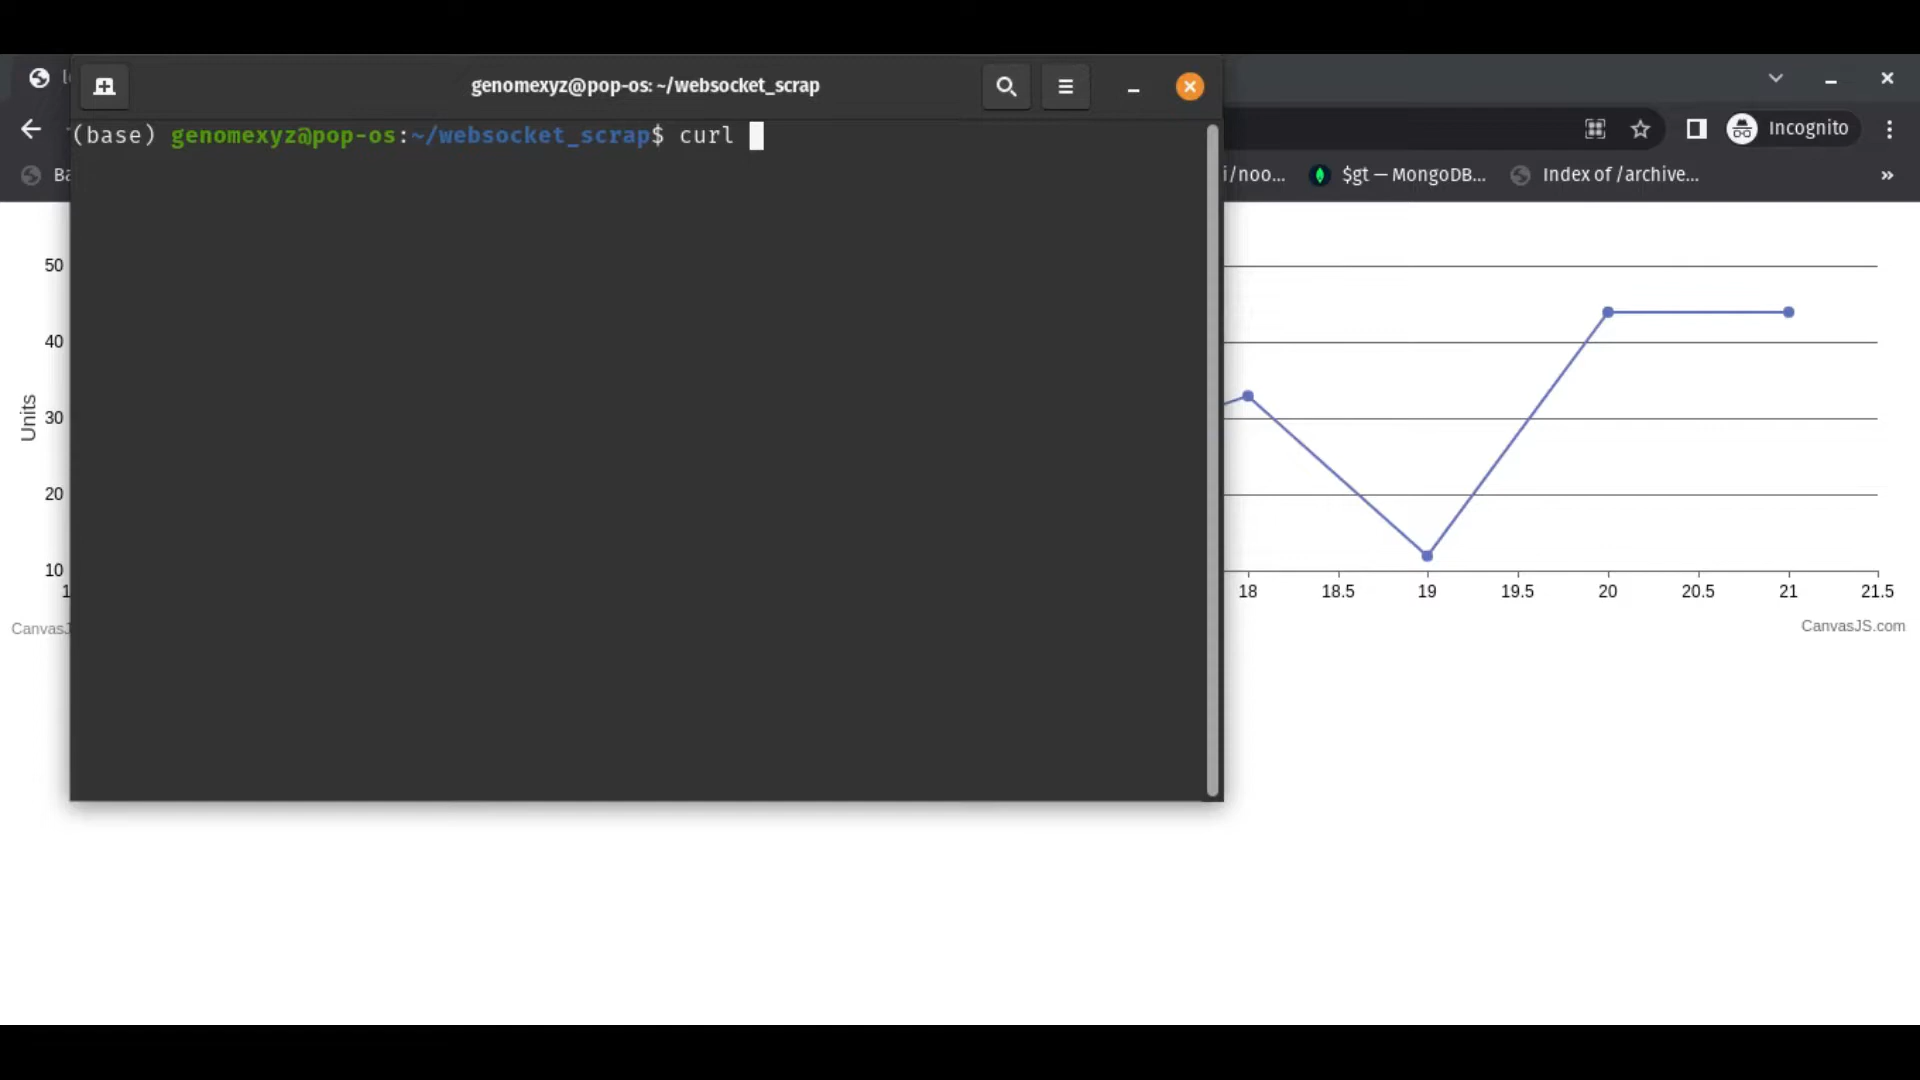 genomexyz@pop-os: ~/websocket_scrap
(base) genomexyz@pop-os:~/websocket_scrap$ curl
Incognito
i/noo...
$gt — MongoDB...
Index of /archive...
»
50
40
30
20
10
Units
18
18.5
19
19.5
20
20.5
21
21.5
CanvasJ
CanvasJS.com